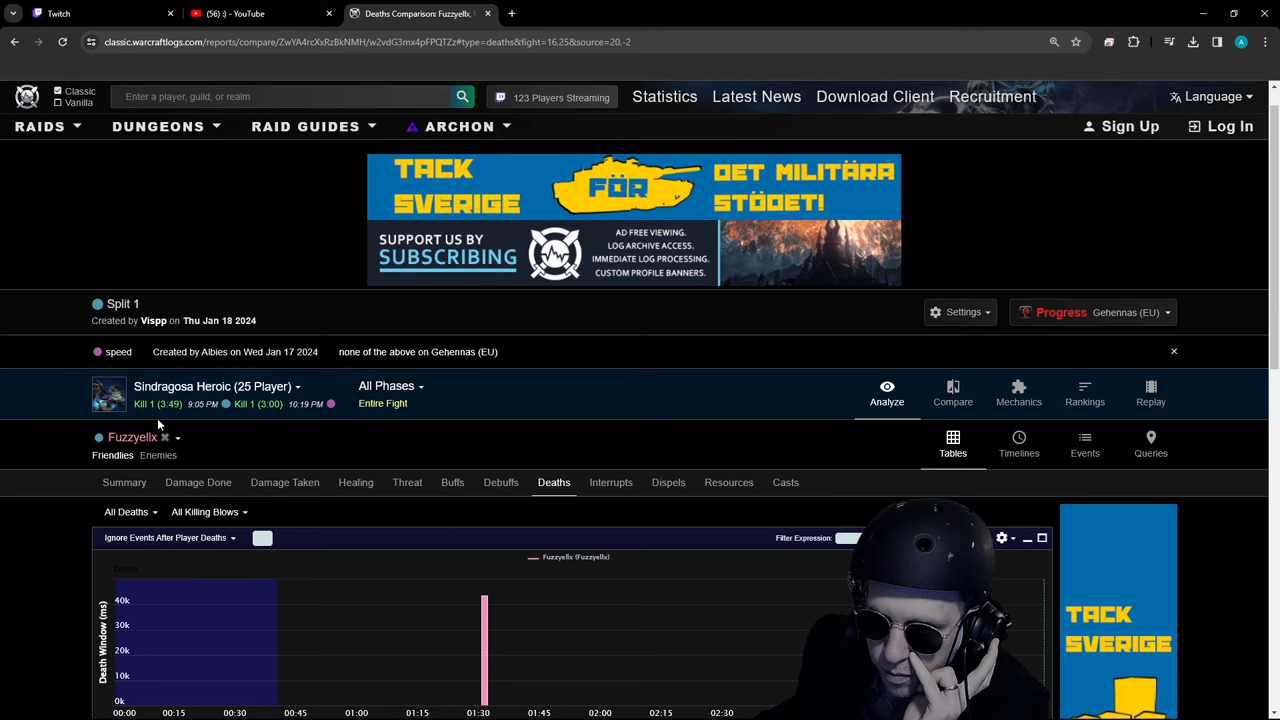 Twitch
(56) :) - YouTube
Deaths Comparison: Fuzzyellx,
classic.warcraftlogs.com/reports/compare/ZwYA4rcXxRzBkNMH/w2vdG3mx4pFPQTZz#type=deaths&fight=16,25&source=20,-2
A
Classic
Vanilla
Enter a player, guild, or realm
123 Players Streaming
Statistics
Latest News
Download Client
Recruitment
Language
RAIDS
DUNGEONS
RAID GUIDES
ARCHON
Sign Up
Log In
TACK SVERIGE
FÖR
DET MILITÄRA STÖDET!
SUPPORT US BY SUBSCRIBING
AD FREE VIEWING.
LOG ARCHIVE ACCESS.
IMMEDIATE LOG PROCESSING.
CUSTOM PROFILE BANNERS.
Split 1
Created by Vispp on Thu Jan 18 2024
Settings
Progress Gehennas (EU)
speed Created by Albies on Wed Jan 17 2024 none of the above on Gehennas (EU)
Sindragosa Heroic (25 Player)
Kill 1 (3:49) 9:05 PM Kill 1 (3:00) 10:19 PM
All Phases
Entire Fight
Analyze
Compare
Mechanics
Rankings
Replay
Fuzzyellx
Friendlies Enemies
Tables
Timelines
Events
Queries
Summary Damage Done Damage Taken Healing Threat Buffs Debuffs Deaths Interrupts Dispels Resources Casts
All Deaths All Killing Blows
Ignore Events After Player Deaths
Filter Expression:
Fuzzyellx (Fuzzyellx)
Zoom
Death Window (ms)
40k
30k
20k
10k
0k
00:00 00:15 00:30 00:45 01:00 01:15 01:30 01:45 02:00 02:15 02:30
TACK
SVERIGE